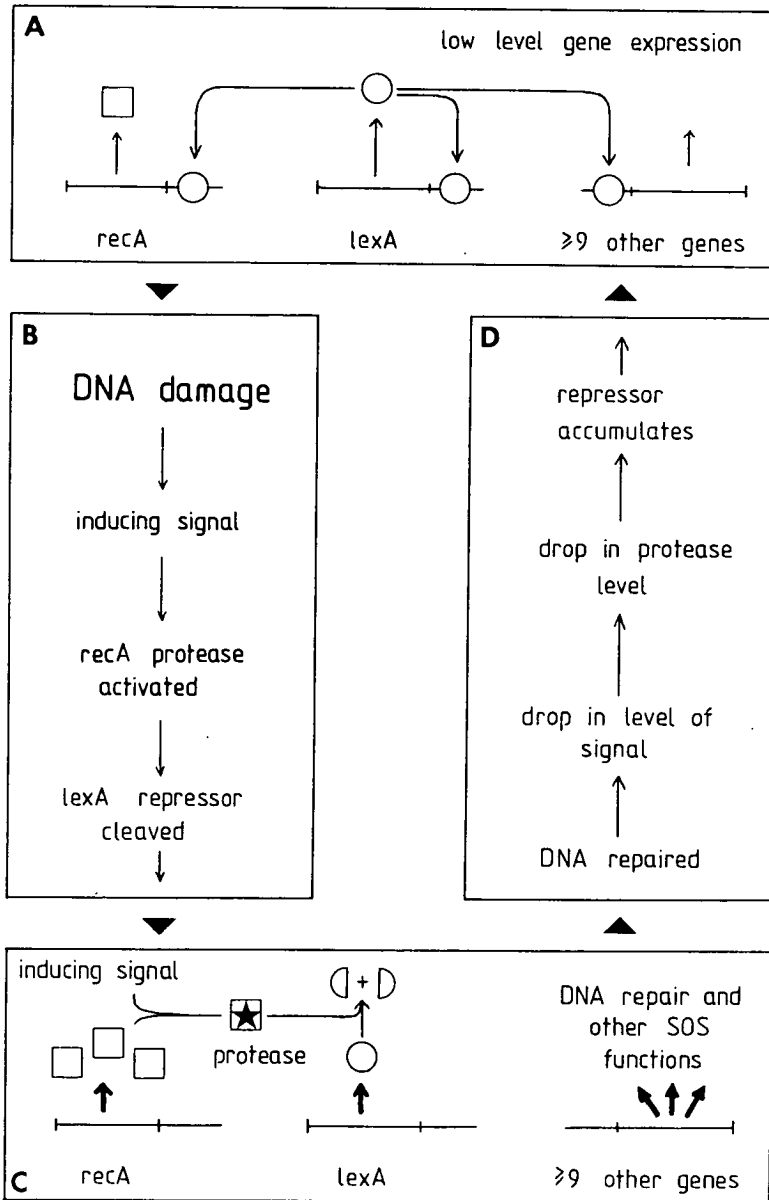 A
low level gene expression
recA
lexA
≥9 other genes
B
DNA damage
inducing signal
recA protease
activated
lexA repressor
cleaved
D
repressor
accumulates
drop in protease
level
drop in level of
signal
DNA repaired
inducing signal
+
protease
DNA repair and
other SOS
functions
C
recA
lexA
≥9 other genes